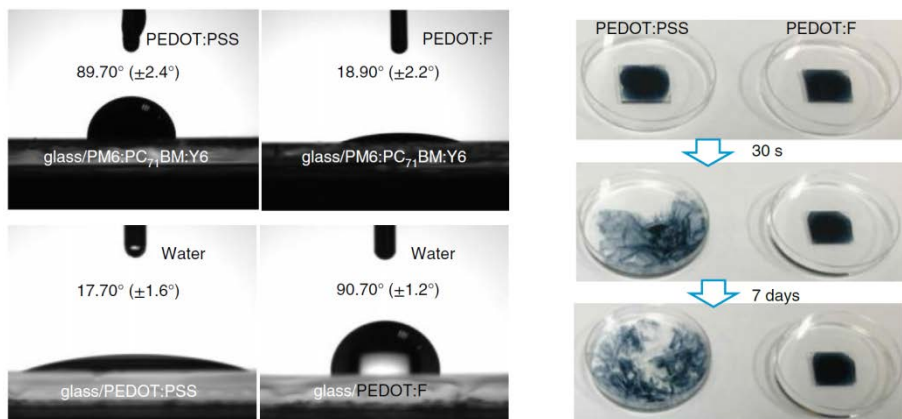 PEDOT:PSS
89.70° (±2.4°)
glass/PM6:PC71BM:Y6
PEDOT:F
18.90° (±2.2°)
glass/PM6:PC71BM:Y6
Water
17.70° (±1.6°)
glass/PEDOT:PSS
Water
90.70° (±1.2°)
glass/PEDOT:F
PEDOT:PSS
PEDOT:F
30 s
7 days